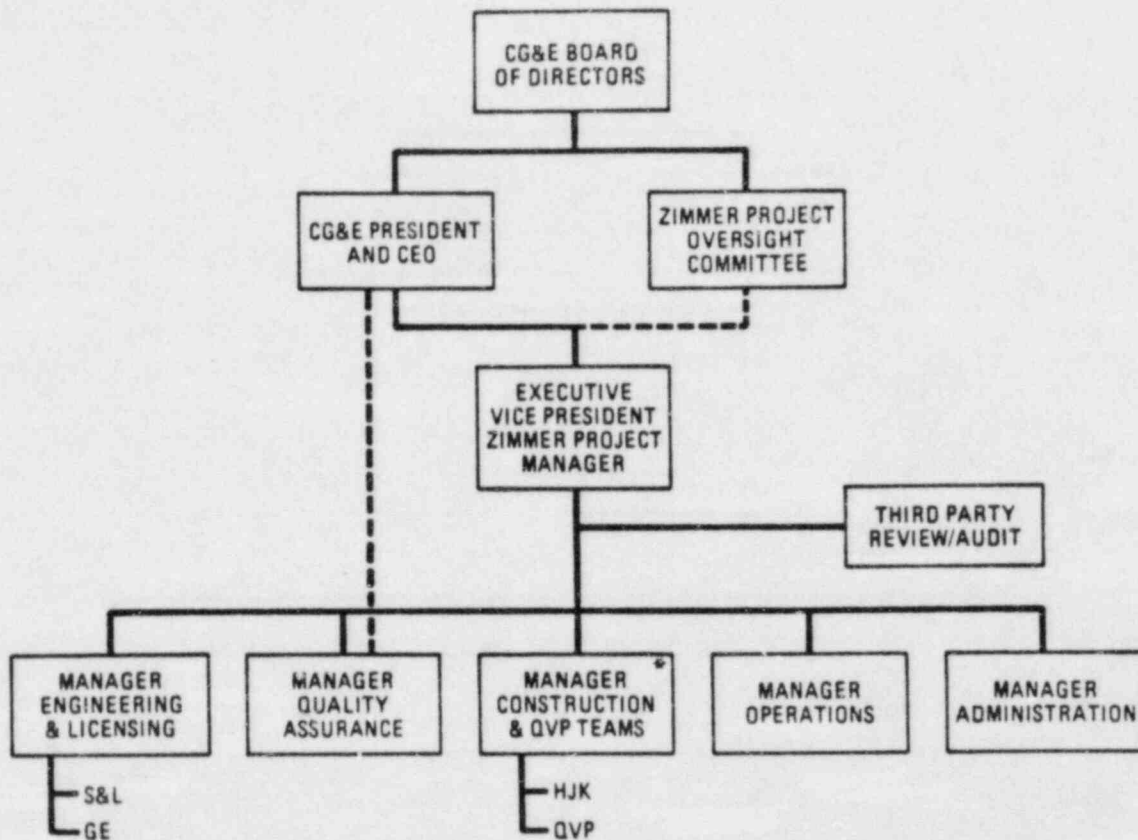 CG&E BOARD
OF DIRECTORS
CG&E PRESIDENT
AND CEO
ZIMMER PROJECT
OVERSIGHT
COMMITTEE
EXECUTIVE
VICE PRESIDENT
ZIMMER PROJECT
MANAGER
THIRD PARTY
REVIEW/AUDIT
MANAGER
ENGINEERING
& LICENSING
MANAGER
QUALITY
ASSURANCE
*
MANAGER
CONSTRUCTION
& QVP TEAMS
MANAGER
OPERATIONS
MANAGER
ADMINISTRATION
S&L
GE
HJK
QVP